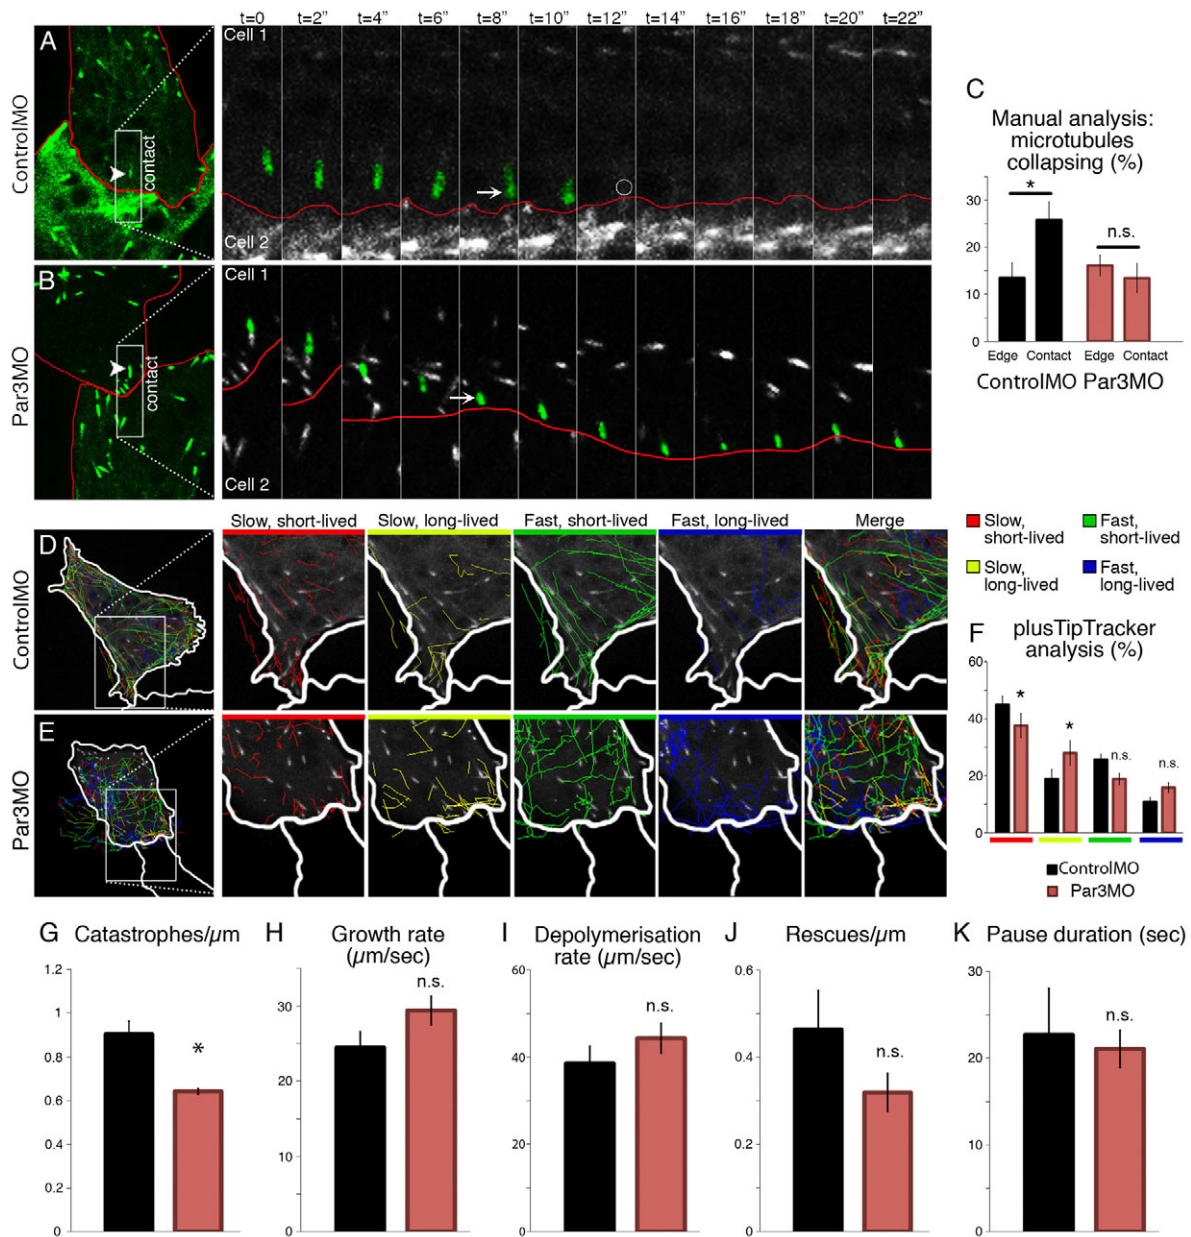 t=0 t=2" t=4" t=6" t=8" t=10" t=12" t=14" t=16" t=18" t=20" t=22"
A
ControlMO
contact
Cell 1
Cell 2
B
Par3MO
contact
Cell 1
Cell 2
C
Manual analysis:
microtubules
collapsing (%)
*
n.s.
30
20
10
0
Edge Contact Edge Contact
ControlMO Par3MO
Slow, short-lived Slow, long-lived Fast, short-lived Fast, long-lived Merge
D
ControlMO
E
Par3MO
Slow,
short-lived
Fast,
short-lived
Slow,
long-lived
Fast,
long-lived
F
plusTipTracker
analysis (%)
60
40
20
0
* * n.s. n.s.
ControlMO
Par3MO
G Catastrophes/µm
1.2
1
0.8
0.6
0.4
0.2
0
*
H Growth rate
(µm/sec)
30
25
10
0
n.s.
I Depolymerisation
rate (µm/sec)
60
40
20
0
n.s.
J Rescues/µm
0.6
0.4
0.2
0
n.s.
K Pause duration (sec)
30
20
10
0
n.s.